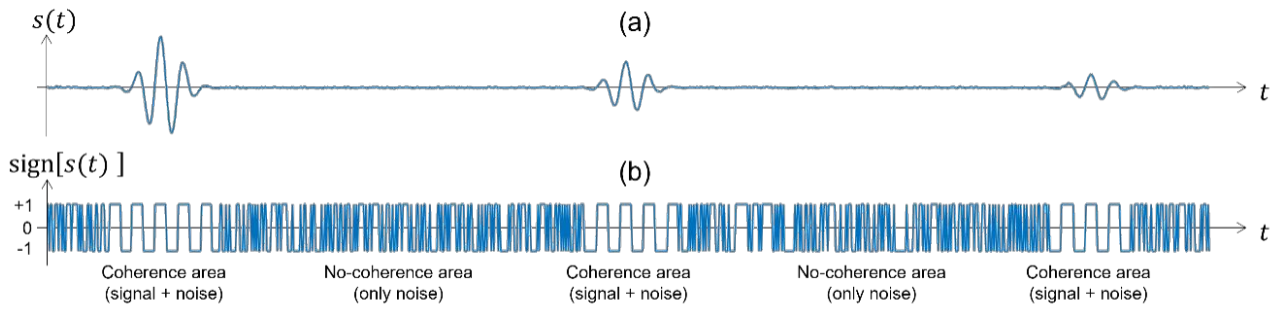 s(t)
(a)
t
sign[s(t) ]
(b)
+1
0
-1
t
Coherence area
(signal + noise)
No-coherence area
(only noise)
Coherence area
(signal + noise)
No-coherence area
(only noise)
Coherence area
(signal + noise)